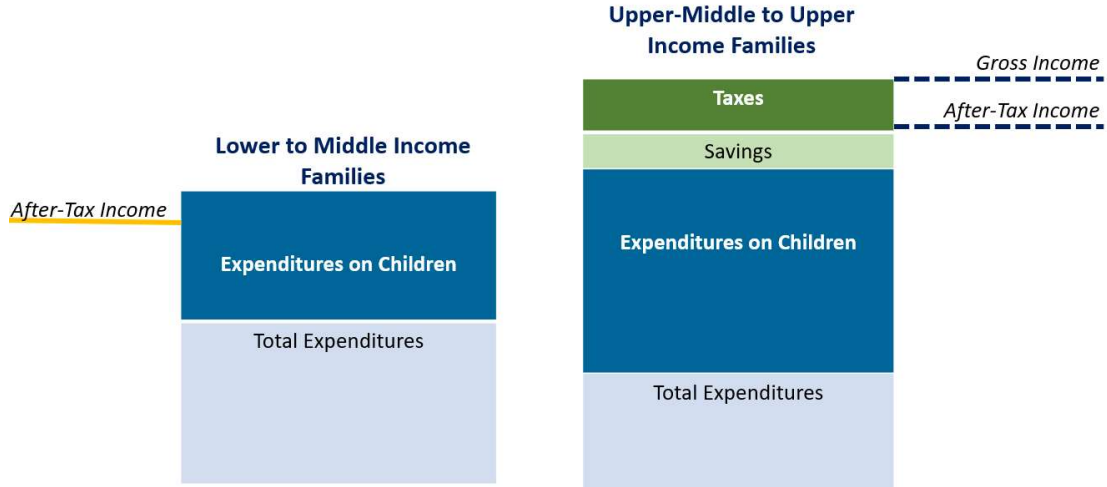 Lower to Middle Income
Families
After-Tax Income
Expenditures on Children
Total Expenditures
Upper-Middle to Upper
Income Families
Gross Income
Taxes
After-Tax Income
Savings
Expenditures on Children
Total Expenditures